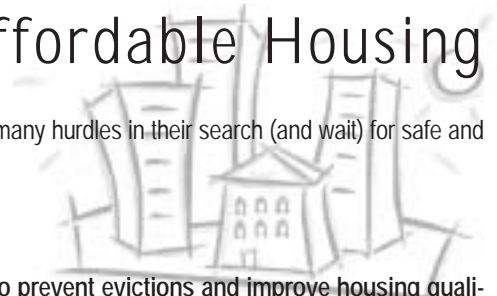 ffordable Housing
many hurdles in their search (and wait) for safe and
o prevent evictions and improve housing quali-